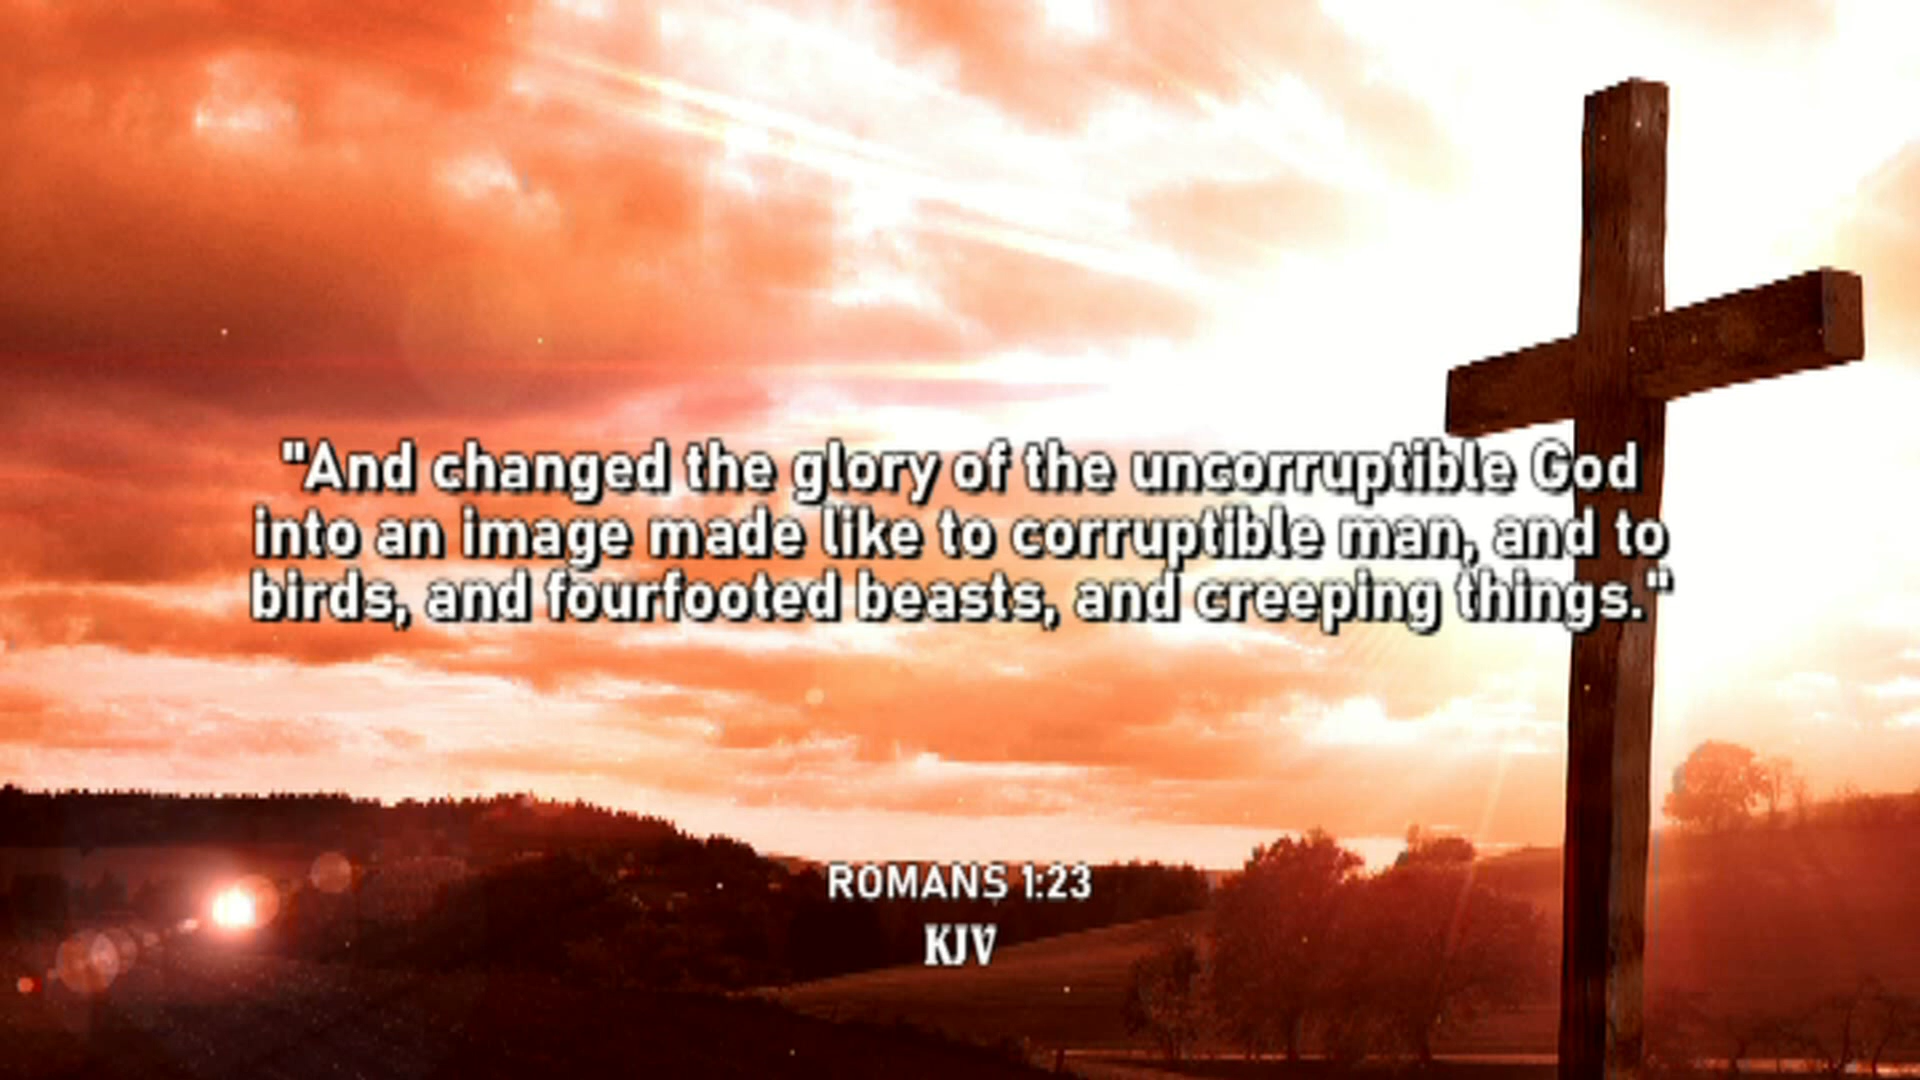 "And changed the glory of the uncorruptible God
into an image made like to corruptible man, and to
birds, and fourfooted beasts, and creeping things."
ROMANS 1:23
KJV